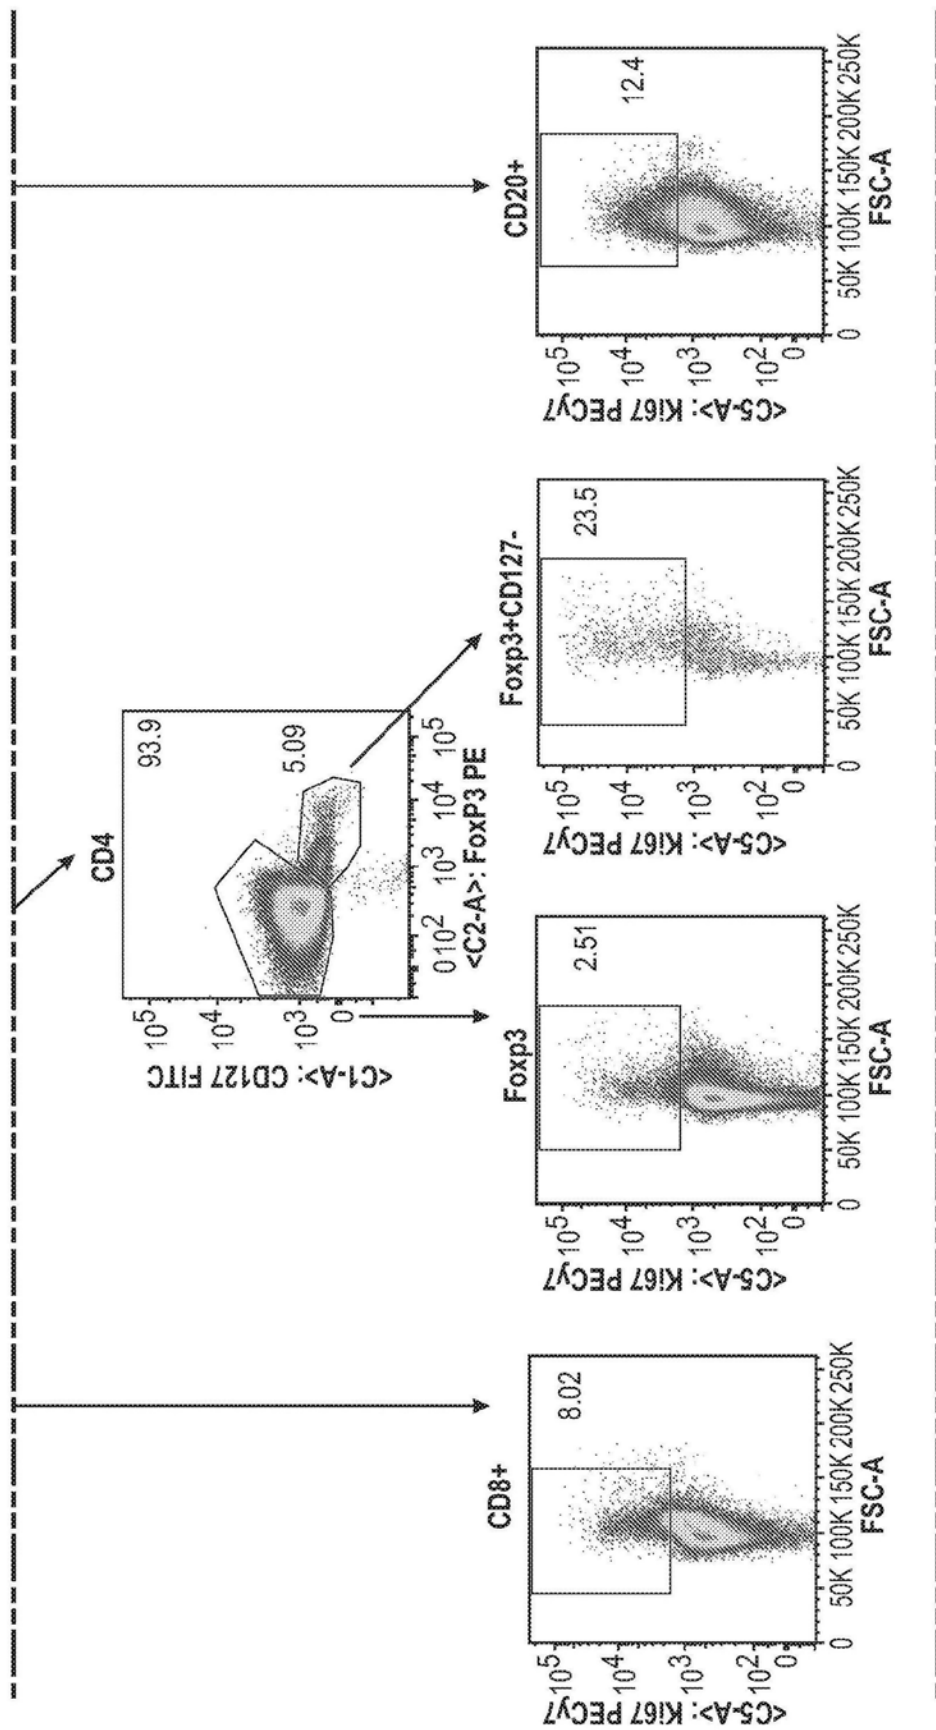 CD4
<C1-A>: CD127 FITC
10⁵
10⁴
10³
0
93.9
5.09
0 10² 10³ 10⁴ 10⁵
<C2-A>: FoxP3 PE
CD8+
<C5-A>: Ki67 PECy7
10⁵
10⁴
10³
10²
0
8.02
0 50K 100K 150K 200K 250K
FSC-A
Foxp3
<C5-A>: Ki67 PECy7
10⁵
10⁴
10³
10²
0
2.51
0 50K 100K 150K 200K 250K
FSC-A
Foxp3+CD127-
<C5-A>: Ki67 PECy7
10⁵
10⁴
10³
10²
0
23.5
0 50K 100K 150K 200K 250K
FSC-A
CD20+
<C5-A>: Ki67 PECy7
10⁵
10⁴
10³
10²
0
12.4
0 50K 100K 150K 200K 250K
FSC-A